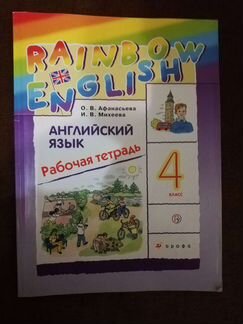 RAINBOW
ENGLISH
О. В. Афанасьева
И. В. Михеева
АНГЛИЙСКИЙ
ЯЗЫК
Рабочая тетрадь
4
КЛАСС
дрофа